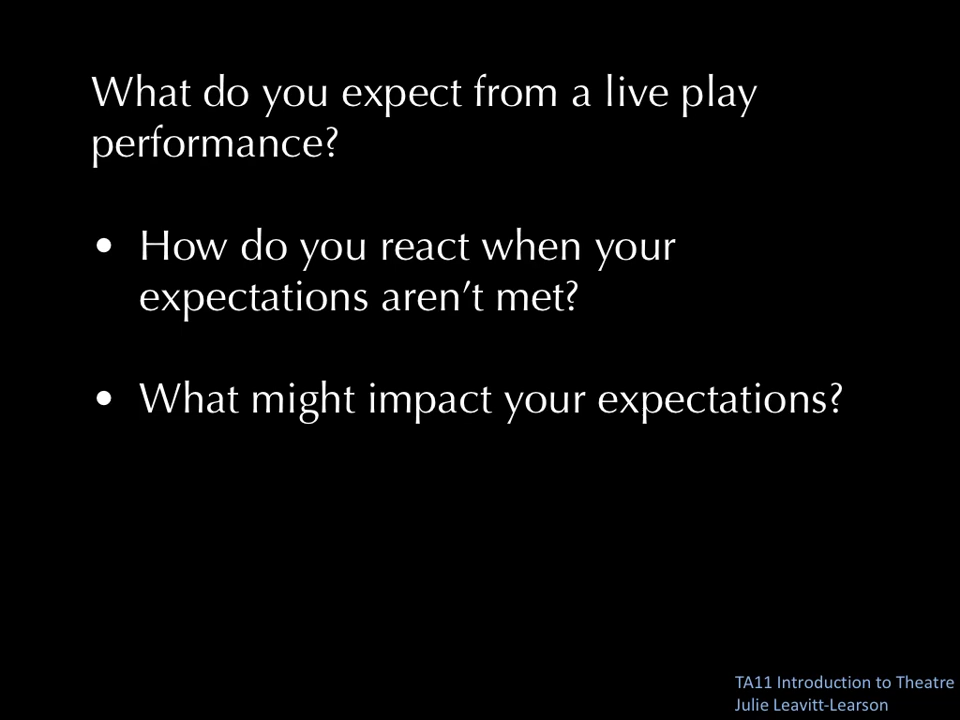 What do you expect from a live play
performance?
• How do you react when your
expectations aren’t met?
• What might impact your expectations?
TA11 Introduction to Theatre
Julie Leavitt-Learson